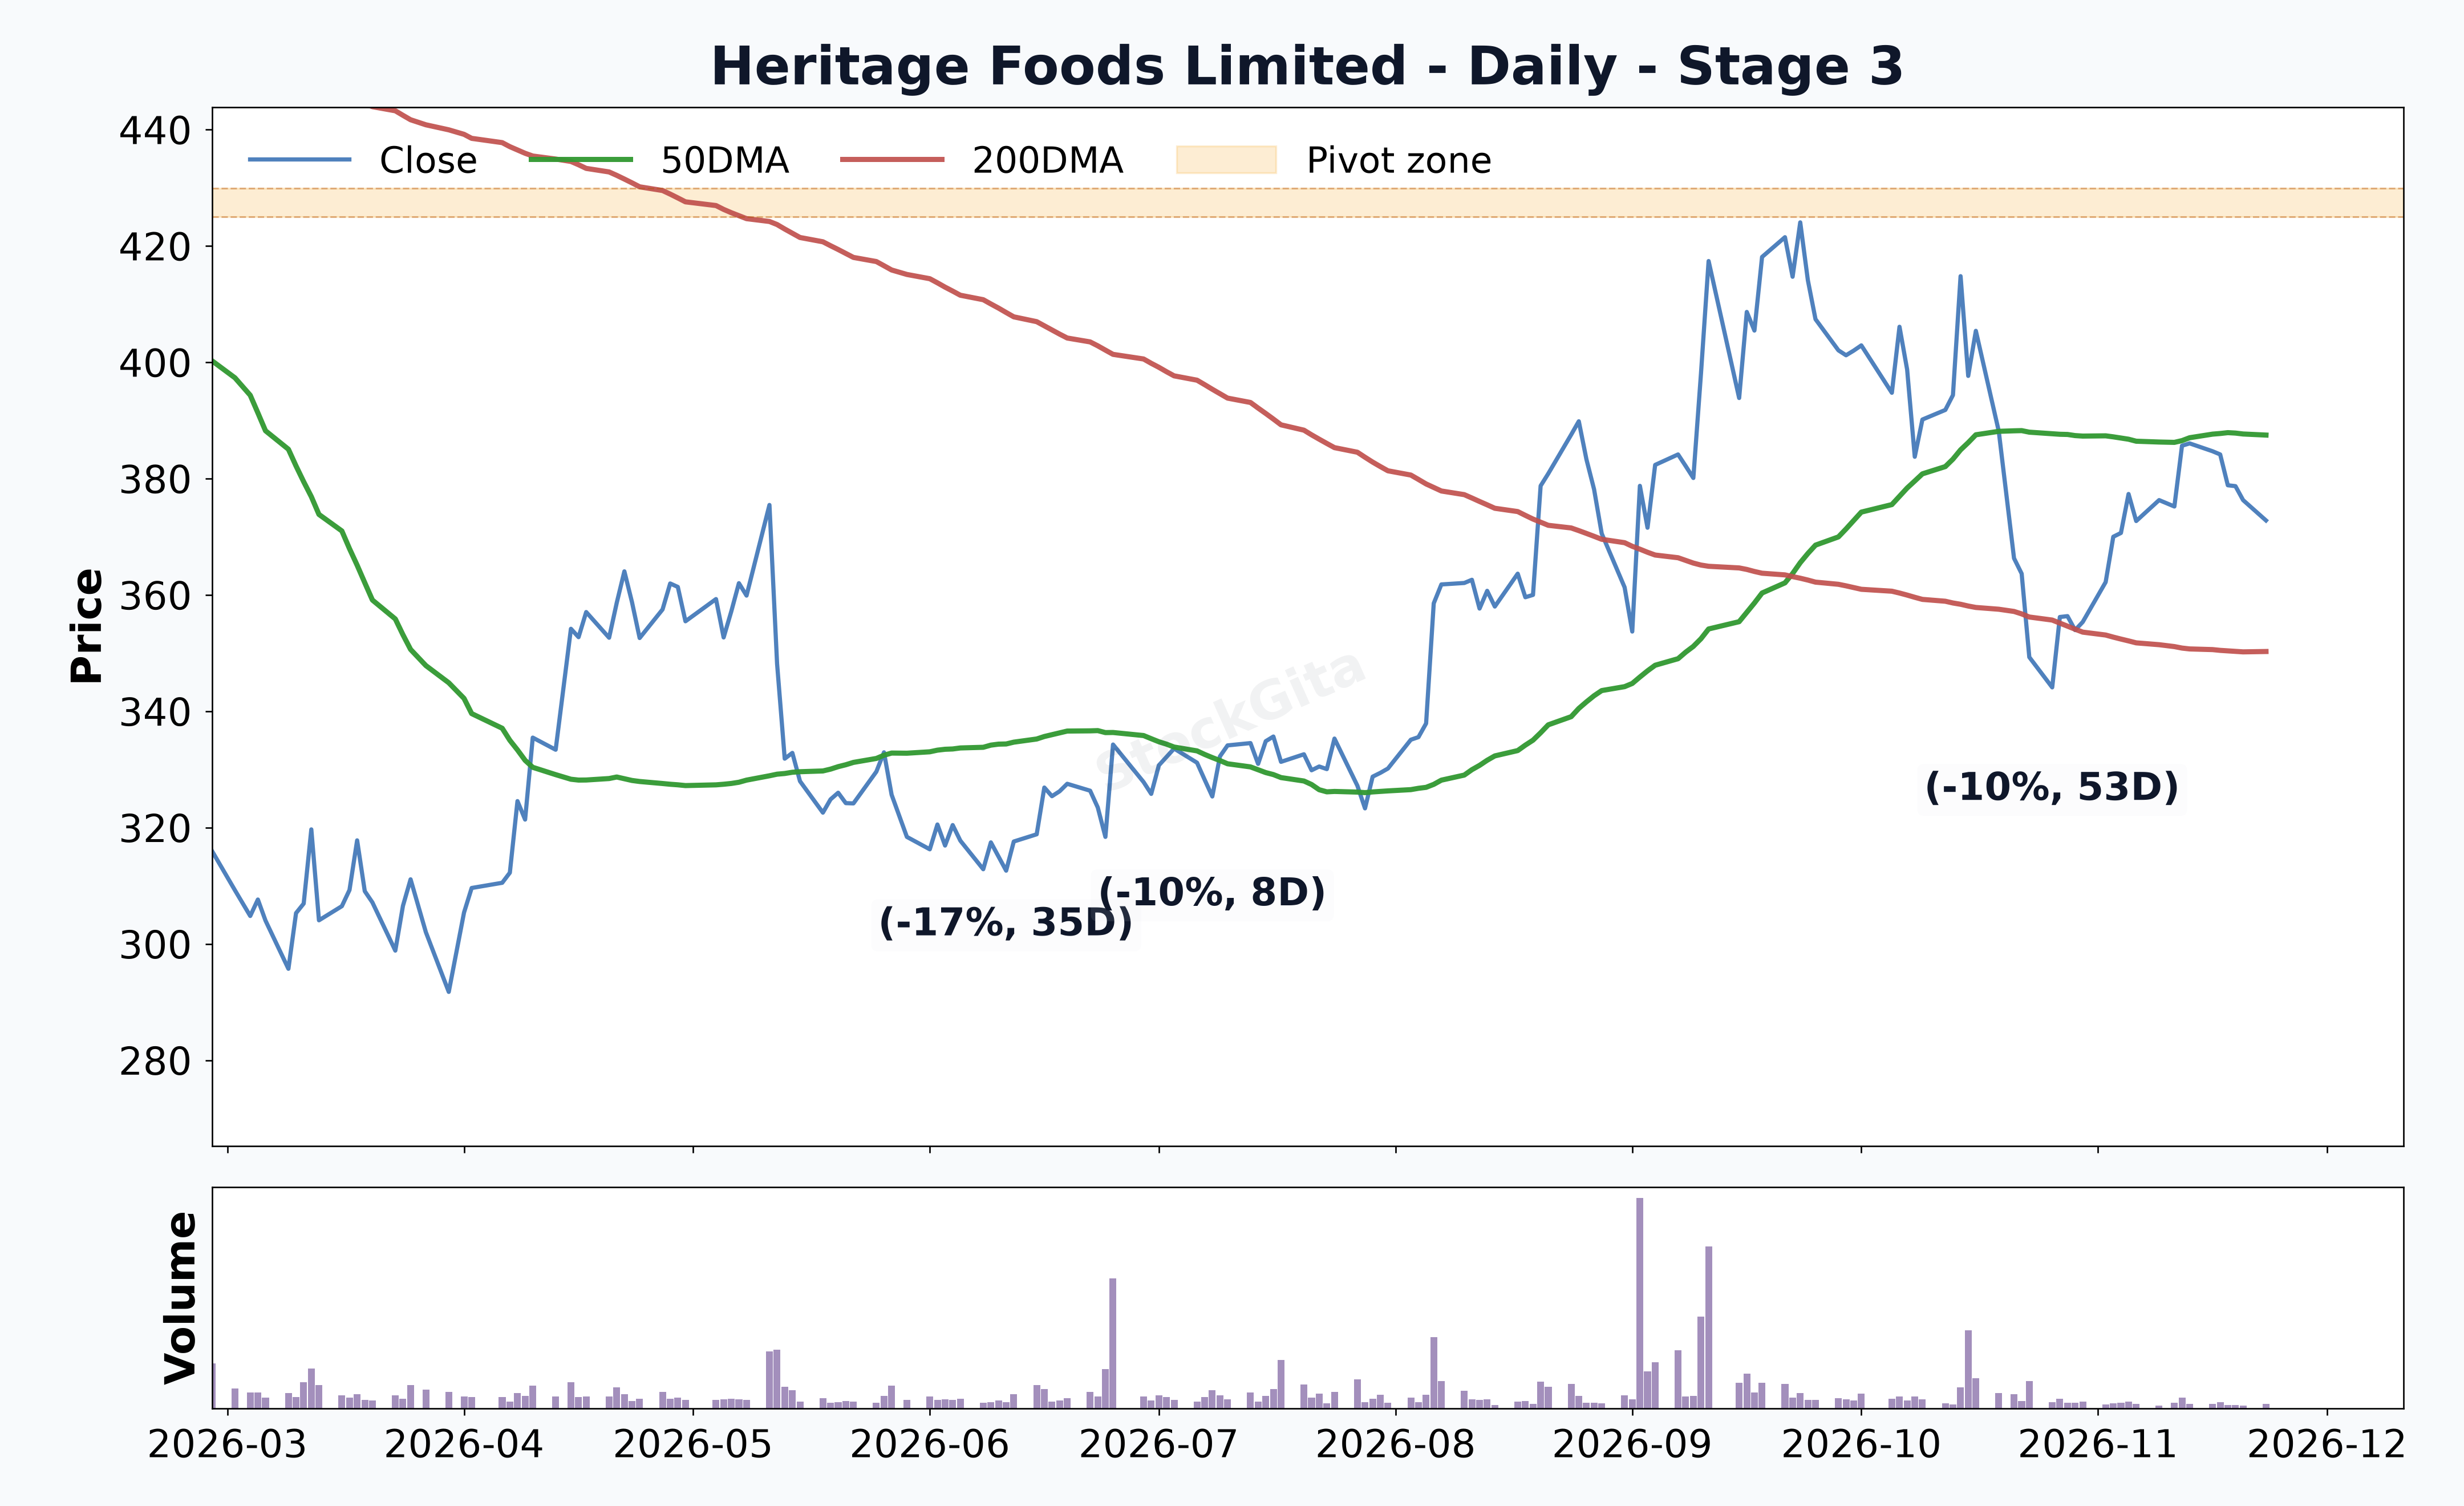 Heritage Foods Limited - Daily - Stage 3
Close 50DMA 200DMA Pivot zone
Price
440
420
400
380
360
340
320
300
280
StockGita
(-17%, 35D)
(-10%, 8D)
(-10%, 53D)
Volume
2026-03 2026-04 2026-05 2026-06 2026-07 2026-08 2026-09 2026-10 2026-11 2026-12